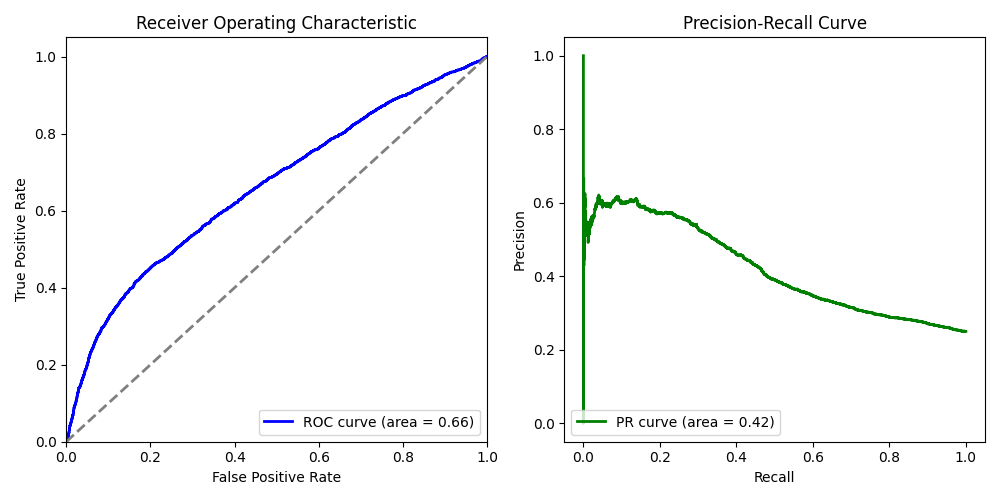 Receiver Operating Characteristic
True Positive Rate
1.0
0.8
0.6
0.4
0.2
0.0
0.0 0.2 0.4 0.6 0.8 1.0
False Positive Rate
ROC curve (area = 0.66)
Precision-Recall Curve
Precision
1.0
0.8
0.6
0.4
0.2
0.0
0.0 0.2 0.4 0.6 0.8 1.0
Recall
PR curve (area = 0.42)